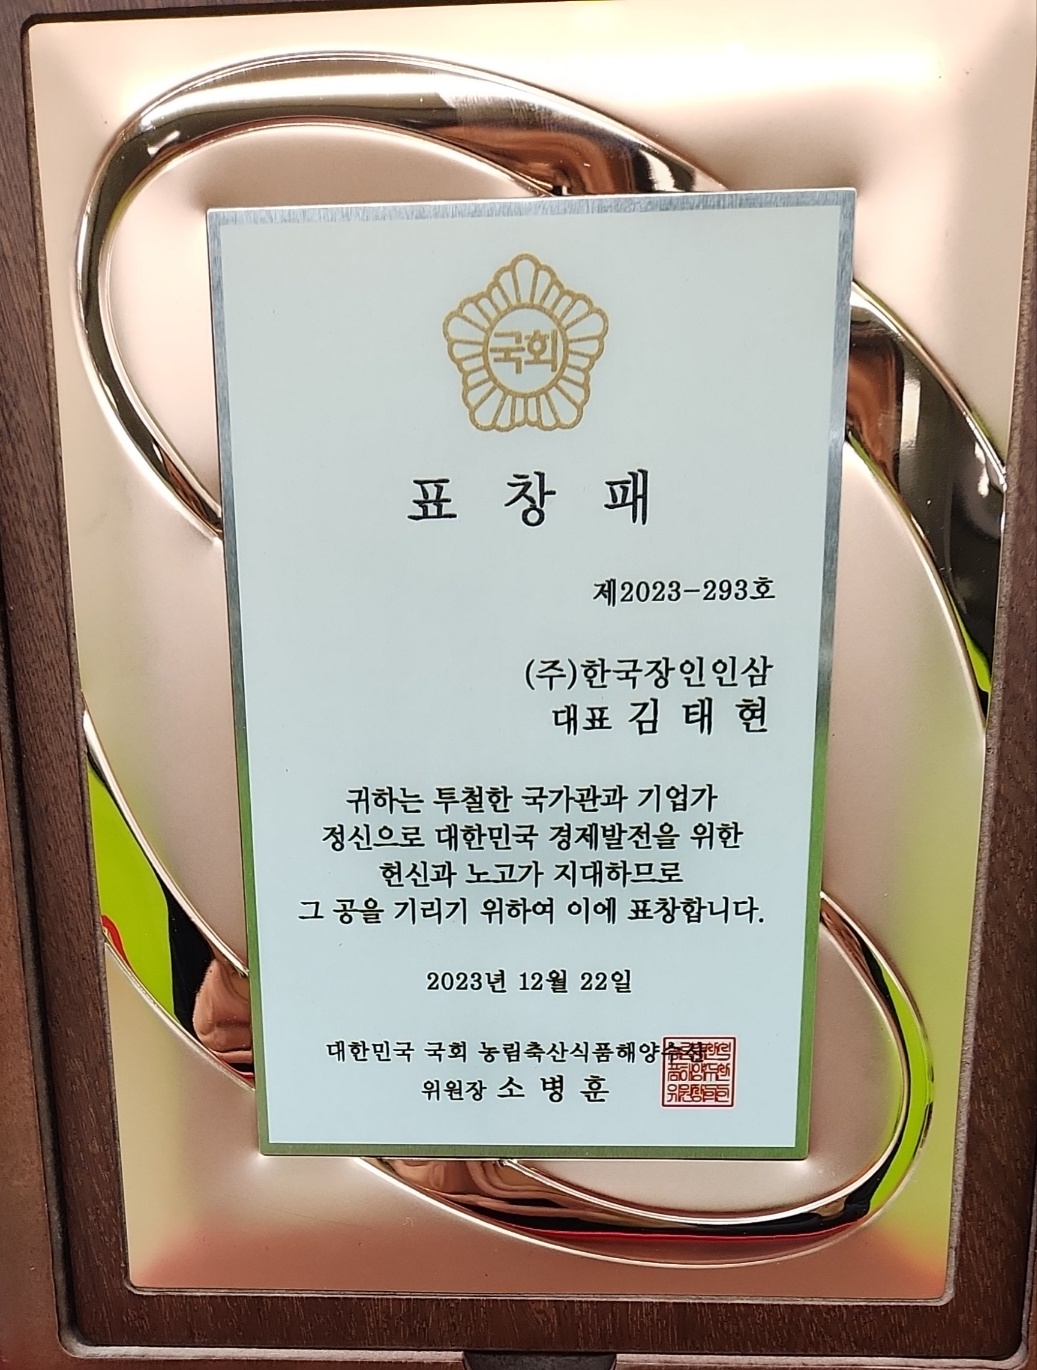 국회
표 창 패
제2023-293호
(주)한국장인인삼
대표 김 태 현
귀하는 투철한 국가관과 기업가
정신으로 대한민국 경제발전을 위한
헌신과 노고가 지대하므로
그 공을 기리기 위하여 이에 표창합니다.
2023년 12월 22일
대한민국 국회 농림축산식품해양수산
위원장 소 병 훈